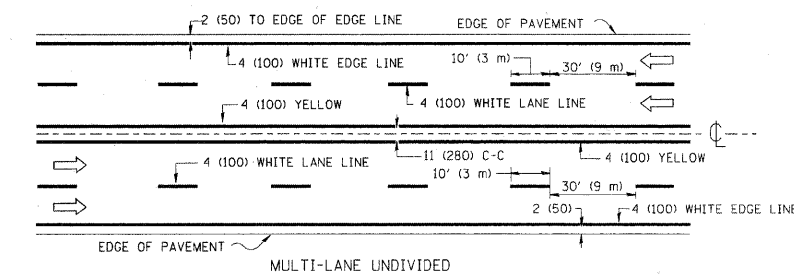 2 (50) TO EDGE OF EDGE LINE
EDGE OF PAVEMENT
4 (100) WHITE EDGE LINE
10' (3 m)
30' (9 m)
4 (100) YELLOW
4 (100) WHITE LANE LINE
CL
4 (100) WHITE LANE LINE
11 (280) C-C
4 (100) YELLOW
10' (3 m)
30' (9 m)
2 (50)
4 (100) WHITE EDGE LINE
EDGE OF PAVEMENT
MULTI-LANE UNDIVIDED